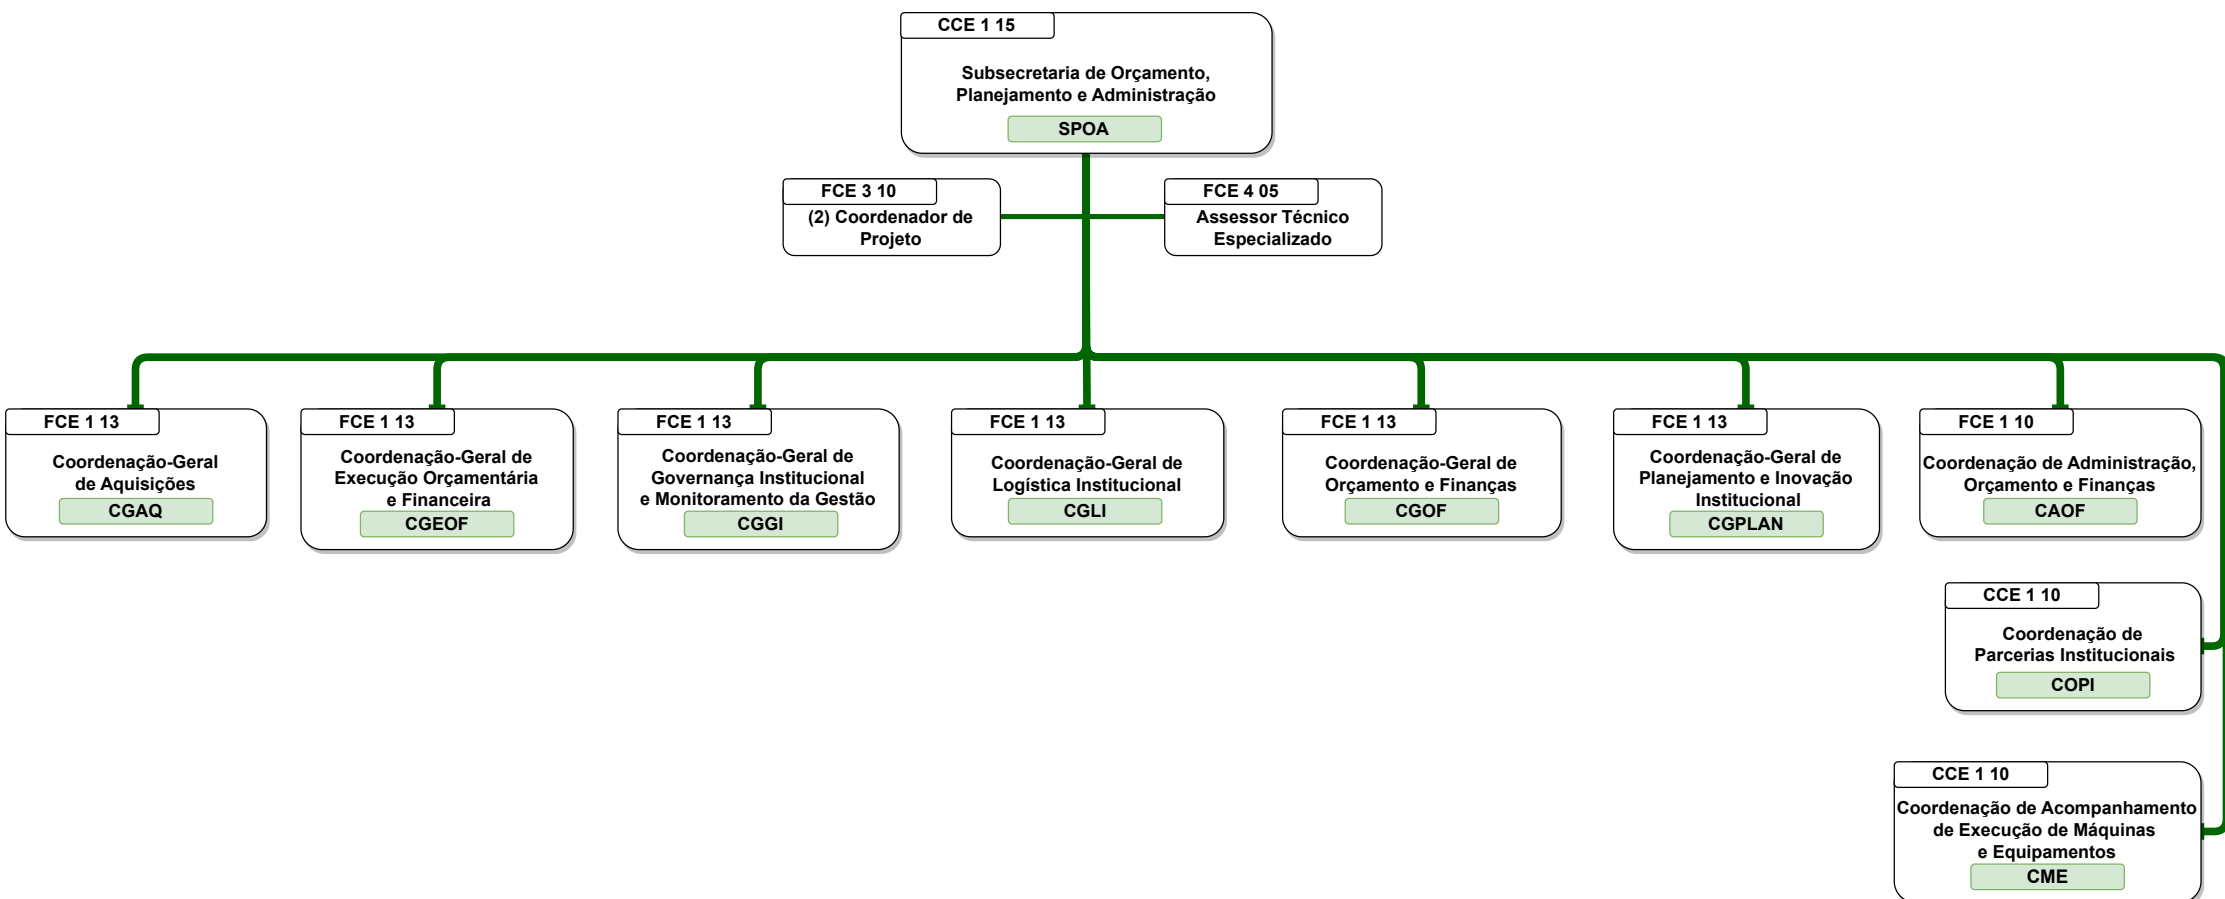 CCE 1 15
Subsecretaria de Orçamento,
Planejamento e Administração
SPOA
FCE 3 10
(2) Coordenador de
Projeto
FCE 4 05
Assessor Técnico
Especializado
FCE 1 13
Coordenação-Geral
de Aquisições
CGAQ
FCE 1 13
Coordenação-Geral de
Execução Orçamentária
e Financeira
CGEOF
FCE 1 13
Coordenação-Geral de
Governança Institucional
e Monitoramento da Gestão
CGGI
FCE 1 13
Coordenação-Geral de
Logística Institucional
CGLI
FCE 1 13
Coordenação-Geral de
Orçamento e Finanças
CGOF
FCE 1 13
Coordenação-Geral de
Planejamento e Inovação
Institucional
CGPLAN
FCE 1 10
Coordenação de Administração,
Orçamento e Finanças
CAOF
CCE 1 10
Coordenação de
Parcerias Institucionais
COPI
CCE 1 10
Coordenação de Acompanhamento
de Execução de Máquinas
e Equipamentos
CME